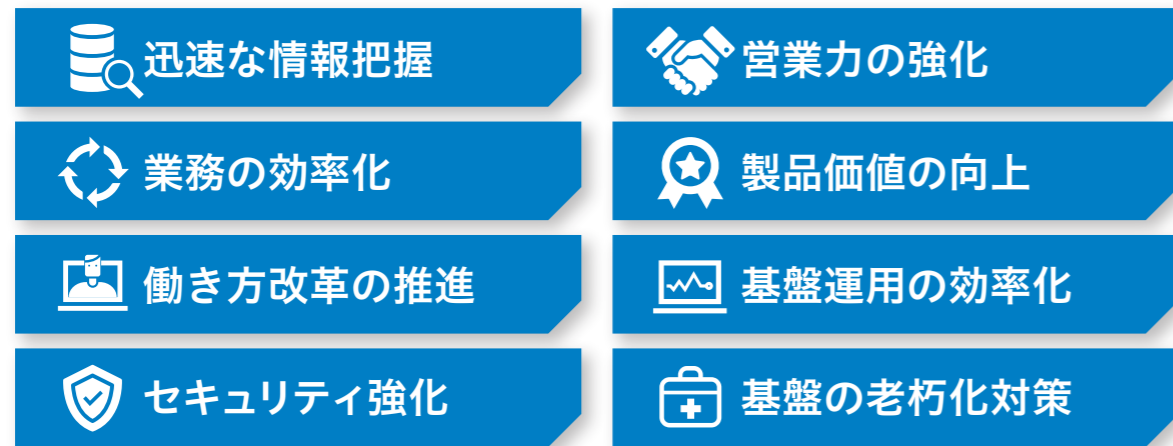 迅速な情報把握
営業力の強化
業務の効率化
製品価値の向上
働き方改革の推進
基盤運用の効率化
セキュリティ強化
基盤の老朽化対策